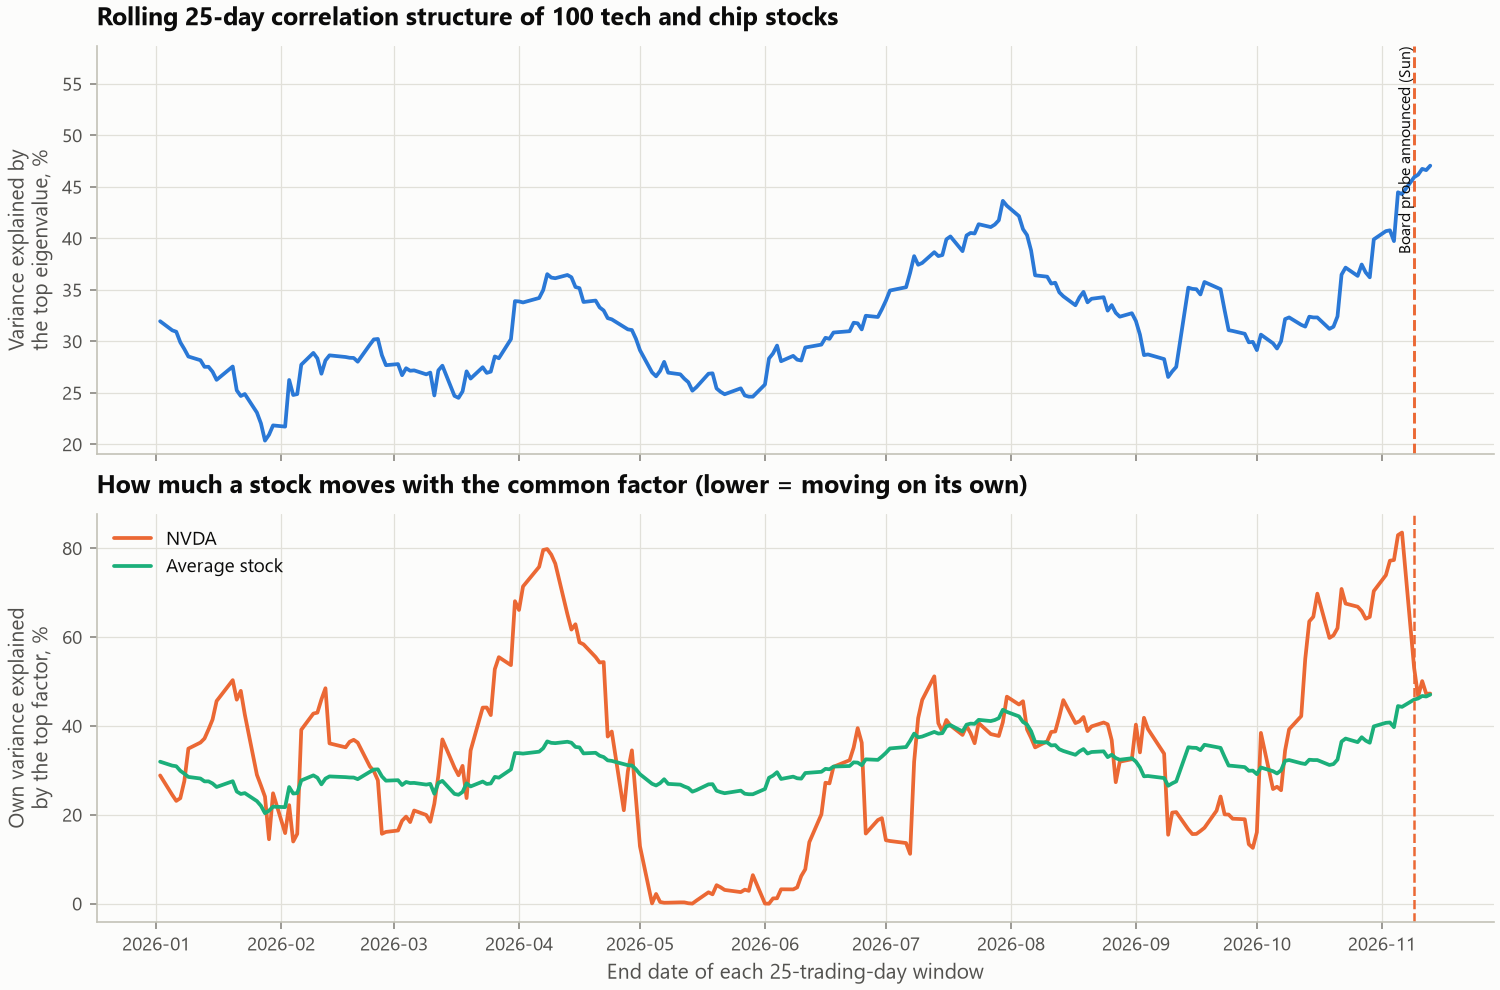 Rolling 25-day correlation structure of 100 tech and chip stocks
Variance explained by
the top eigenvalue, %
55
50
45
40
35
30
25
20
Board probe announced (Sun)
How much a stock moves with the common factor (lower = moving on its own)
Own variance explained
by the top factor, %
80
60
40
20
0
NVDA
Average stock
2026-01
2026-02
2026-03
2026-04
2026-05
2026-06
2026-07
2026-08
2026-09
2026-10
2026-11
End date of each 25-trading-day window